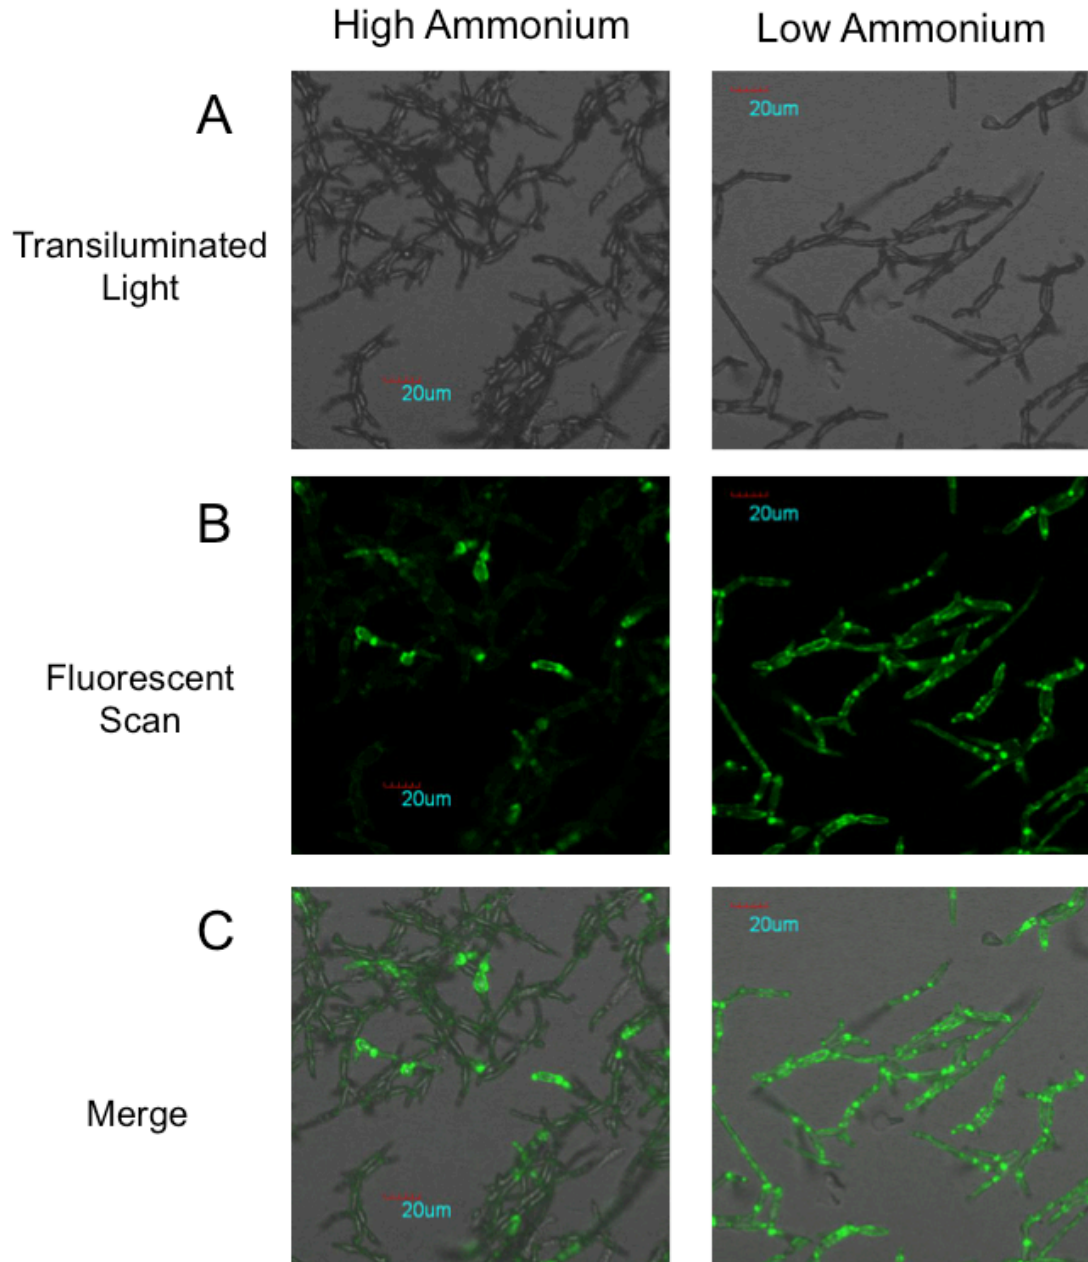 High Ammonium
Low Ammonium
A
Transiluminated
Light
20um
20um
B
Fluorescent
Scan
20um
20um
C
Merge
20um
20um